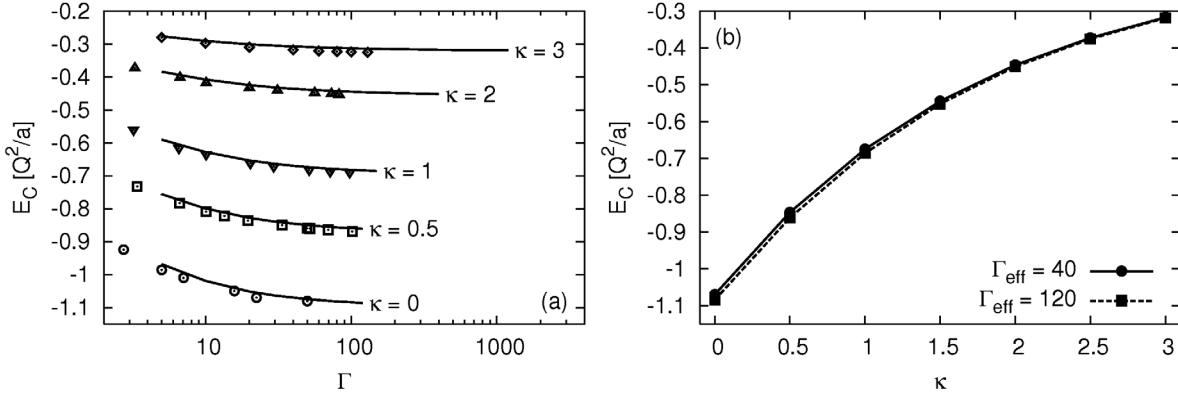 -0.2
-0.3
-0.4
-0.5
-0.6
-0.7
-0.8
-0.9
-1
-1.1
E_C [Q^2/a]
10
100
1000
Γ
κ = 3
κ = 2
κ = 1
κ = 0.5
κ = 0
(a)
-0.3
-0.4
-0.5
-0.6
-0.7
-0.8
-0.9
-1
-1.1
E_C [Q^2/a]
(b)
Γ_eff = 40
Γ_eff = 120
0
0.5
1
1.5
2
2.5
3
κ